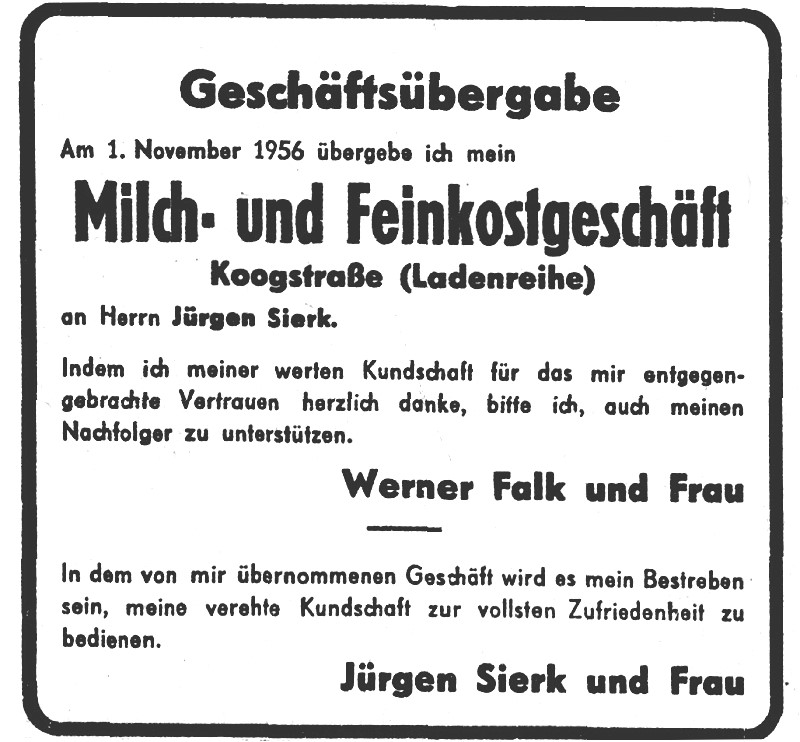 Geschäftsübergabe
Am 1. November 1956 übergebe ich mein
Milch- und Feinkostgeschäft
Koogstraße (Ladenreihe)
an Herrn Jürgen Sierk.
Indem ich meiner werten Kundschaft für das mir entgegen-
gebrachte Vertrauen herzlich danke, bitte ich, auch meinen
Nachfolger zu unterstützen.
Werner Falk und Frau
In dem von mir übernommenen Geschäft wird es mein Bestreben
sein, meine verehte Kundschaft zur vollsten Zufriedenheit zu
bedienen.
Jürgen Sierk und Frau